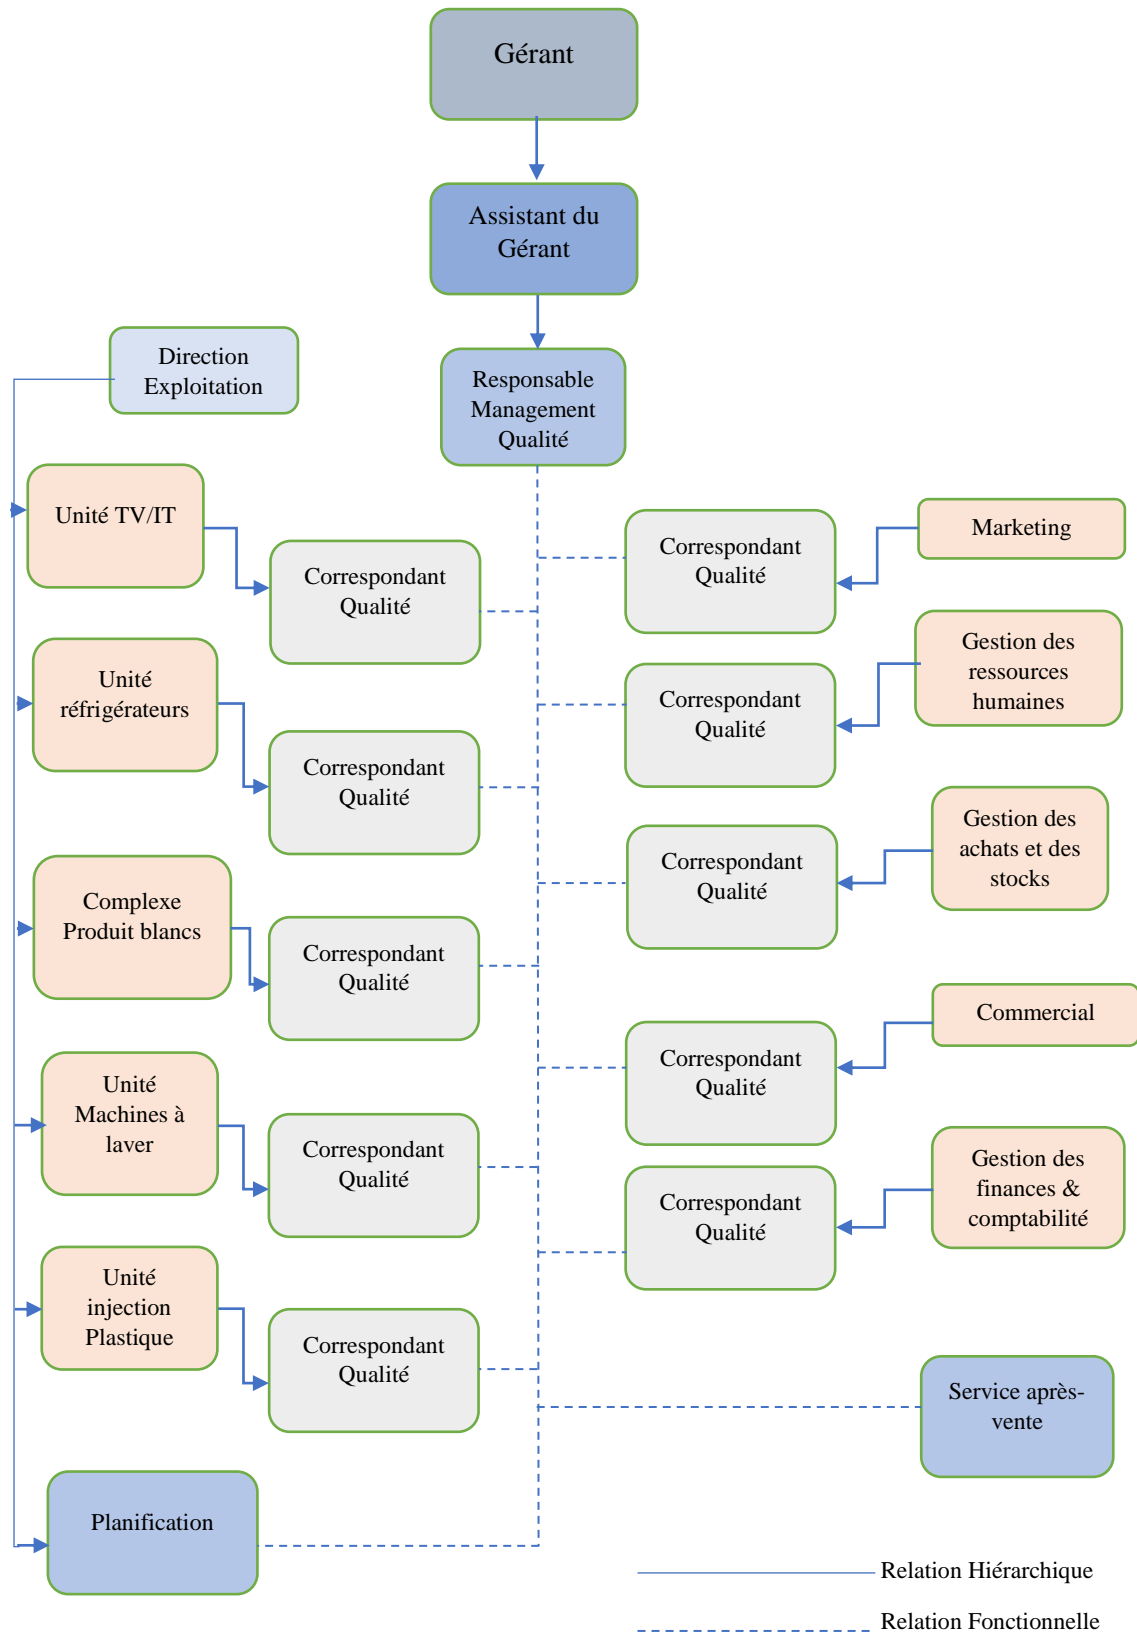 Gérant
Assistant du
Gérant
Direction
Exploitation
Responsable
Management
Qualité
Unité TV/IT
Correspondant
Qualité
Correspondant
Qualité
Marketing
Unité
réfrigérateurs
Correspondant
Qualité
Correspondant
Qualité
Gestion des
ressources
humaines
Complexe
Produit blancs
Correspondant
Qualité
Correspondant
Qualité
Gestion des
achats et des
stocks
Unité
Machines à
laver
Correspondant
Qualité
Correspondant
Qualité
Commercial
Unité
injection
Plastique
Correspondant
Qualité
Correspondant
Qualité
Gestion des
finances &
comptabilité
Service après-
vente
Planification
Relation Hiérarchique
Relation Fonctionnelle